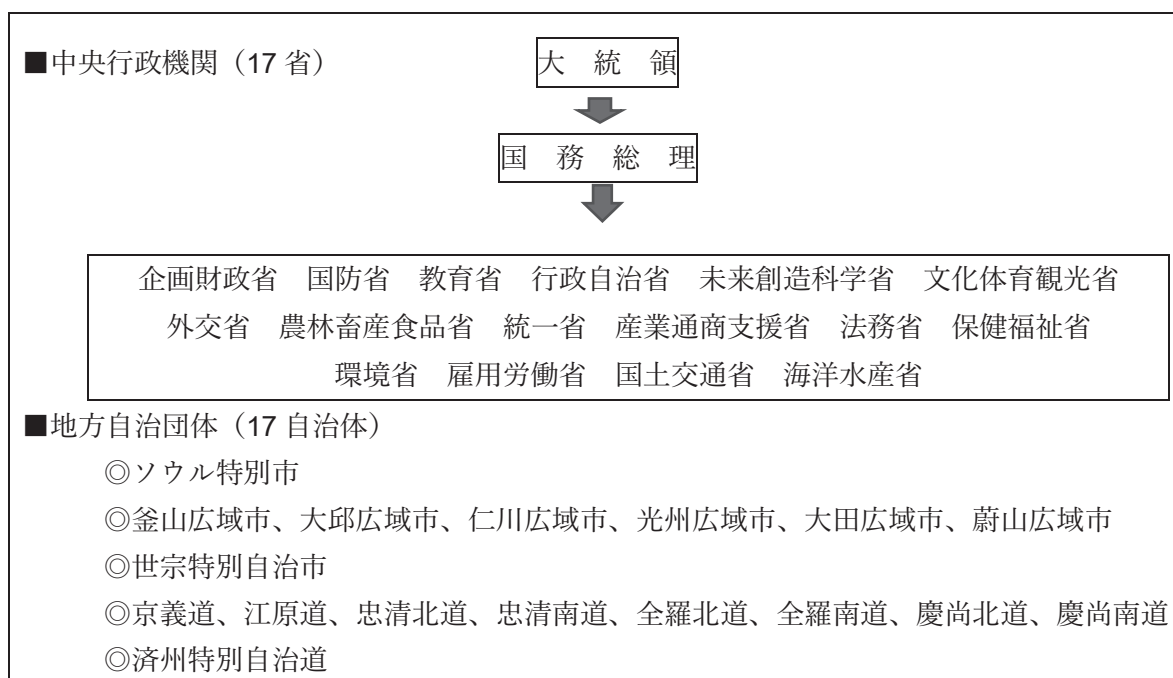 ■中央行政機関（17 省）
大　統　領
国　務　総　理
企画財政省　国防省　教育省　行政自治省　未来創造科学省　文化体育観光省
外交省　農林畜産食品省　統一省　産業通商支援省　法務省　保健福祉省
環境省　雇用労働省　国土交通省　海洋水産省
■地方自治団体（17 自治体）
◎ソウル特別市
◎釜山広域市、大邱広域市、仁川広域市、光州広域市、大田広域市、蔚山広域市
◎世宗特別自治市
◎京義道、江原道、忠清北道、忠清南道、全羅北道、全羅南道、慶尚北道、慶尚南道
◎済州特別自治道